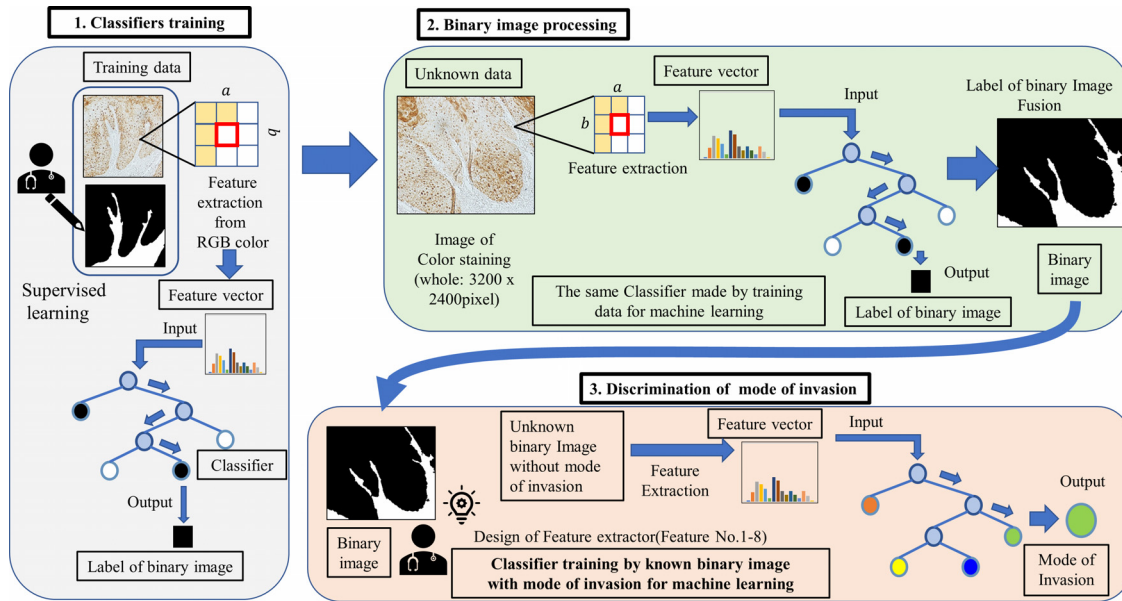 1. Classifiers training
Training data
a
b
Feature
extraction
from
RGB color
Supervised
learning
Feature vector
Input
Classifier
Output
Label of binary image
2. Binary image processing
Unknown data
a
b
Feature extraction
Feature vector
Input
Label of binary Image
Fusion
Image of
Color staining
(whole: 3200 x
2400pixel)
The same Classifier made by training
data for machine learning
Output
Label of binary image
Binary
image
3. Discrimination of mode of invasion
Binary
image
Unknown
binary Image
without mode
of invasion
Feature
Extraction
Feature vector
Input
Output
Mode of
Invasion
Design of Feature extractor(Feature No.1-8)
Classifier training by known binary image
with mode of invasion for machine learning